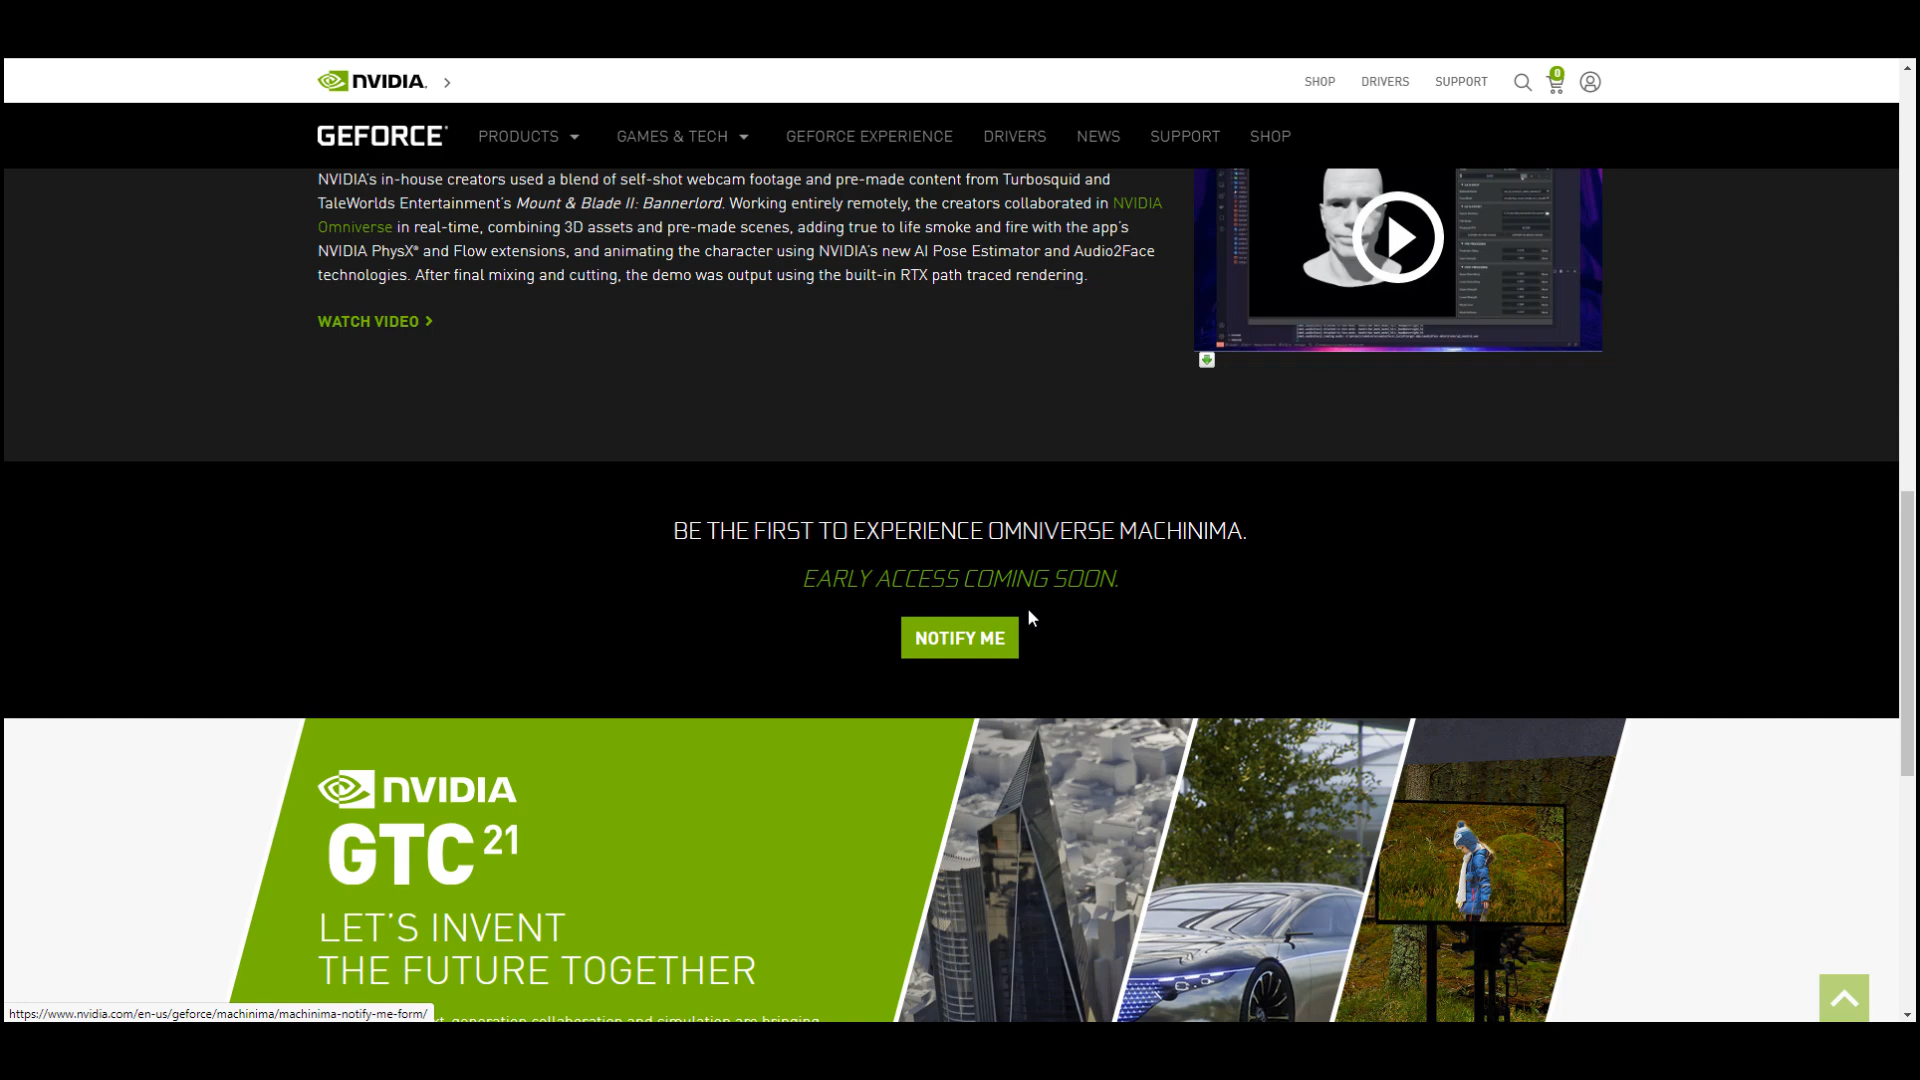 NVIDIA.
SHOP DRIVERS SUPPORT 0
GEFORCE PRODUCTS GAMES & TECH GEFORCE EXPERIENCE DRIVERS NEWS SUPPORT SHOP
NVIDIA's in-house creators used a blend of self-shot webcam footage and pre-made content from Turbosquid and
TaleWorlds Entertainment's Mount & Blade II: Bannerlord. Working entirely remotely, the creators collaborated in NVIDIA
Omniverse in real-time, combining 3D assets and pre-made scenes, adding true to life smoke and fire with the app's
NVIDIA PhysX® and Flow extensions, and animating the character using NVIDIA's new AI Pose Estimator and Audio2Face
technologies. After final mixing and cutting, the demo was output using the built-in RTX path traced rendering.
WATCH VIDEO
BE THE FIRST TO EXPERIENCE OMNIVERSE MACHINIMA.
EARLY ACCESS COMING SOON.
NOTIFY ME
NVIDIA
GTC 21
LET'S INVENT
THE FUTURE TOGETHER
https://www.nvidia.com/en-us/geforce/machinima/machinima-notify-me-form/
generation collaboration and simulation are bringing